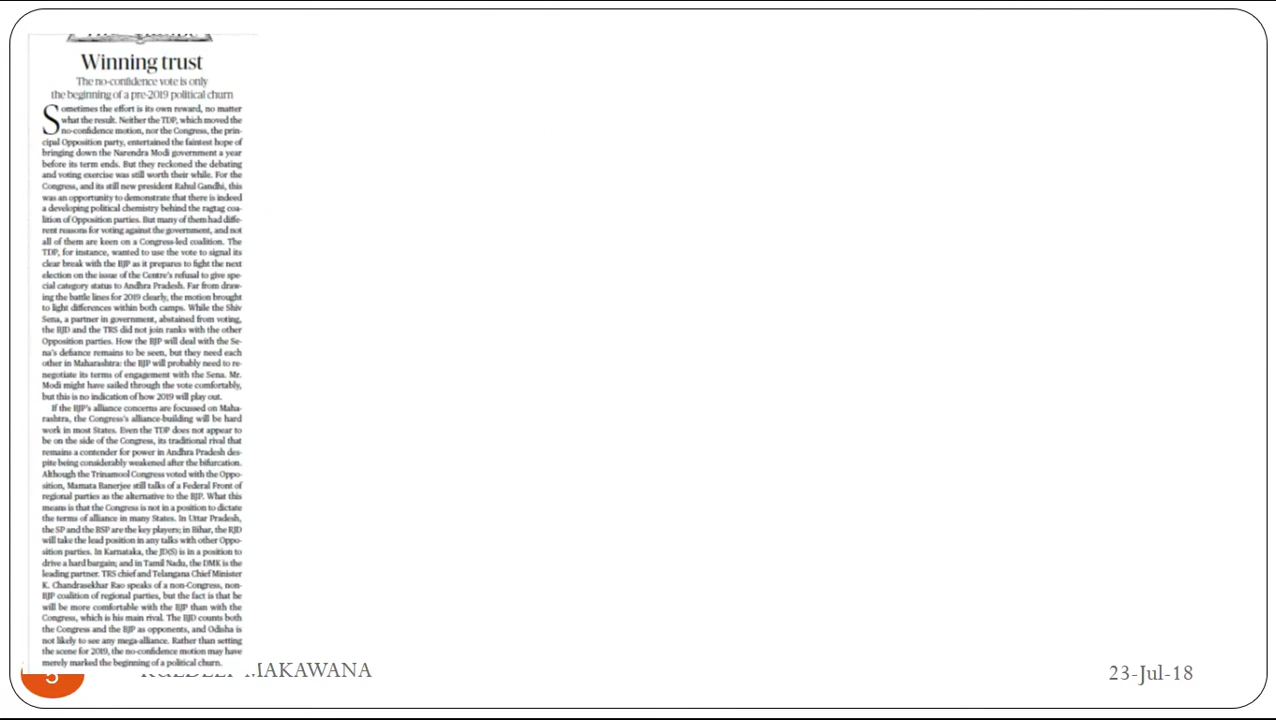 Winning trust
The no-confidence vote is only
the beginning of a pre-2019 political churn
Sometimes the effort is its own reward, no matter
what the result. Neither the TDP, which moved the
no-confidence motion, nor the Congress, the prin-
cipal Opposition party, entertained the faintest hope of
bringing down the Narendra Modi government a year
before its term ends. But they reckoned the debating
and voting exercise was still worth their while. For the
Congress, and its still new president Rahul Gandhi, this
was an opportunity to demonstrate that there is indeed
a developing political chemistry behind the ragtag coa-
lition of Opposition parties. But many of them had diffe-
rent reasons for voting against the government, and not
all of them are keen on a Congress-led coalition. The
TDP, for instance, wanted to use the vote to signal its
clear break with the BJP as it prepares to fight the next
election on the issue of the Centre's refusal to give spe-
cial category status to Andhra Pradesh. Far from draw-
ing the battle lines for 2019 clearly, the motion brought
to light differences within both camps. While the Shiv
Sena, a partner in government, abstained from voting,
the BJD and the TRS did not join ranks with the other
Opposition parties. How the BJP will deal with the Se-
na's defiance remains to be seen, but they need each
other in Maharashtra: the BJP will probably need to re-
negotiate its terms of engagement with the Sena. Mr.
Modi might have sailed through the vote comfortably,
but this is no indication of how 2019 will play out.
If the BJP's alliance concerns are focussed on Maha-
rashtra, the Congress's alliance-building will be hard
work in most States. Even the TDP does not appear to
be on the side of the Congress, its traditional rival that
remains a contender for power in Andhra Pradesh des-
pite being considerably weakened after the bifurcation.
Although the Trinamool Congress voted with the Oppo-
sition, Mamata Banerjee still talks of a Federal Front of
regional parties as the alternative to the BJP. What this
means is that the Congress is not in a position to dictate
the terms of alliance in many States. In Uttar Pradesh,
the SP and the BSP are the key players; in Bihar, the RJD
will take the lead position in any talks with other Oppo-
sition parties. In Karnataka, the JD(S) is in a position to
drive a hard bargain; and in Tamil Nadu, the DMK is the
leading partner. TRS chief and Telangana Chief Minister
K. Chandrasekhar Rao speaks of a non-Congress, non-
BJP coalition of regional parties, but the fact is that he
will be more comfortable with the BJP than with the
Congress, which is his main rival. The BJD counts both
the Congress and the BJP as opponents, and Odisha is
not likely to see any mega-alliance. Rather than setting
the scene for 2019, the no-confidence motion may have
merely marked the beginning of a political churn.
5
MAKAWANA
23-Jul-18